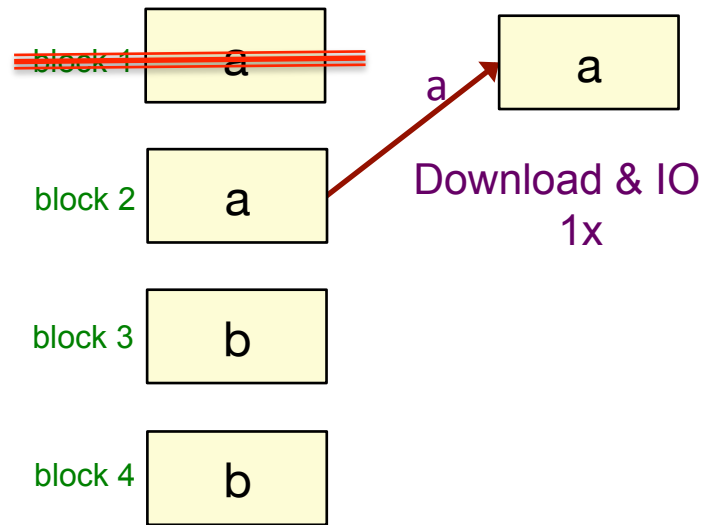 block 1 a
a
a
block 2 a
Download & IO
1x
block 3 b
block 4 b